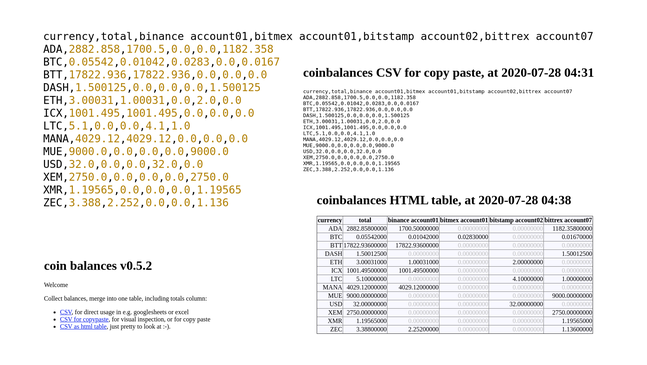 currency,total,binance account01,bitmex account01,bitstamp account02,bittrex account07
ADA,2882.858,1700.5,0.0,0.0,1182.358
BTC,0.05542,0.01042,0.0283,0.0,0.0167
BTT,17822.936,17822.936,0.0,0.0,0.0
DASH,1.500125,0.0,0.0,0.0,1.500125
ETH,3.00031,1.00031,0.0,2.0,0.0
ICX,1001.495,1001.495,0.0,0.0,0.0
LTC,5.1,0.0,0.0,4.1,1.0
MANA,4029.12,4029.12,0.0,0.0,0.0
MUE,9000.0,0.0,0.0,0.0,9000.0
USD,32.0,0.0,0.0,32.0,0.0
XEM,2750.0,0.0,0.0,0.0,2750.0
XMR,1.19565,0.0,0.0,0.0,1.19565
ZEC,3.388,2.252,0.0,0.0,1.136
coin balances v0.5.2
Welcome
Collect balances, merge into one table, including totals column:
CSV, for direct usage in e.g. googlesheets or excel
CSV for copypaste, for visual inspection, or for copy paste
CSV as html table, just pretty to look at :-).
coinbalances CSV for copy paste, at 2020-07-28 04:31
currency,total,binance account01,bitmex account01,bitstamp account02,bittrex account07
ADA,2882.858,1700.5,0.0,0.0,1182.358
BTC,0.05542,0.01042,0.0283,0.0,0.0167
BTT,17822.936,17822.936,0.0,0.0,0.0
DASH,1.500125,0.0,0.0,0.0,1.500125
ETH,3.00031,1.00031,0.0,2.0,0.0
ICX,1001.495,1001.495,0.0,0.0,0.0
LTC,5.1,0.0,0.0,4.1,1.0
MANA,4029.12,4029.12,0.0,0.0,0.0
MUE,9000.0,0.0,0.0,0.0,9000.0
USD,32.0,0.0,0.0,32.0,0.0
XEM,2750.0,0.0,0.0,0.0,2750.0
XMR,1.19565,0.0,0.0,0.0,1.19565
ZEC,3.388,2.252,0.0,0.0,1.136
coinbalances HTML table, at 2020-07-28 04:38
currency total binance account01 bitmex account01 bitstamp account02 bittrex account07
ADA 2882.85800000 1700.50000000 0.00000000 0.00000000 1182.35800000
BTC 0.05542000 0.01042000 0.02830000 0.00000000 0.01670000
BTT 17822.93600000 17822.93600000 0.00000000 0.00000000 0.00000000
DASH 1.50012500 0.00000000 0.00000000 0.00000000 1.50012500
ETH 3.00031000 1.00031000 0.00000000 2.00000000 0.00000000
ICX 1001.49500000 1001.49500000 0.00000000 0.00000000 0.00000000
LTC 5.10000000 0.00000000 0.00000000 4.10000000 1.00000000
MANA 4029.12000000 4029.12000000 0.00000000 0.00000000 0.00000000
MUE 9000.00000000 0.00000000 0.00000000 0.00000000 9000.00000000
USD 32.00000000 0.00000000 0.00000000 32.00000000 0.00000000
XEM 2750.00000000 0.00000000 0.00000000 0.00000000 2750.00000000
XMR 1.19565000 0.00000000 0.00000000 0.00000000 1.19565000
ZEC 3.38800000 2.25200000 0.00000000 0.00000000 1.13600000